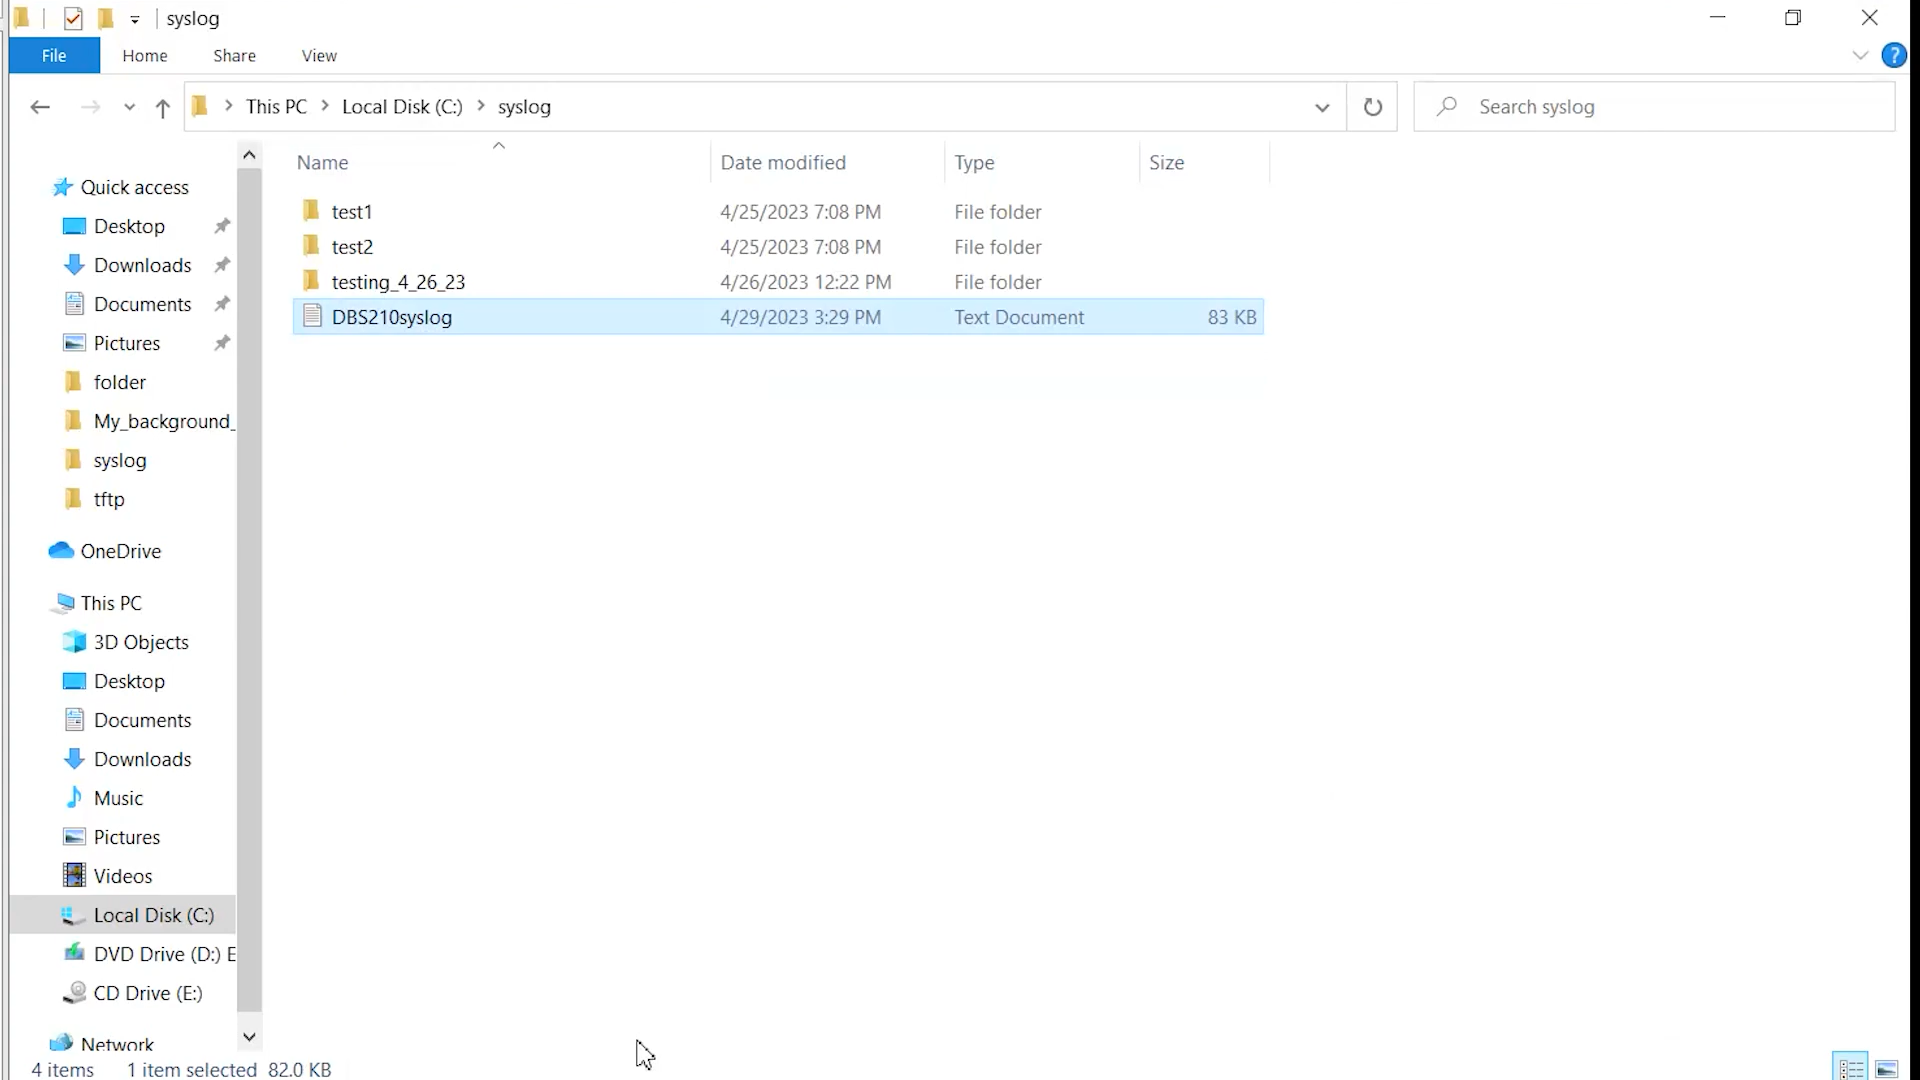 syslog
File Home Share View
This PC Local Disk (C:) syslog Search syslog
Name Date modified Type Size
test1 4/25/2023 7:08 PM File folder
test2 4/25/2023 7:08 PM File folder
testing_4_26_23 4/26/2023 12:22 PM File folder
DBS210syslog 4/29/2023 3:29 PM Text Document 83 KB
Quick access
Desktop
Downloads
Documents
Pictures
folder
My_background_
syslog
tftp
OneDrive
This PC
3D Objects
Desktop
Documents
Downloads
Music
Pictures
Videos
Local Disk (C:)
DVD Drive (D:) E
CD Drive (E:)
Network
4 items 1 item selected 82.0 KB